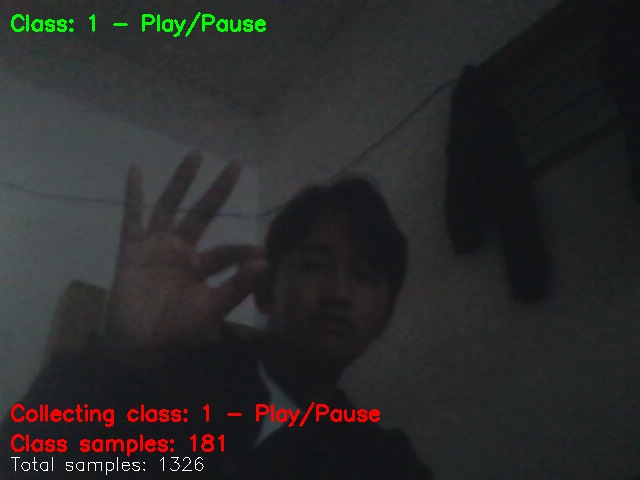 Class: 1 - Play/Pause
Collecting class: 1 - Play/Pause
Class samples: 181
Total samples: 1326